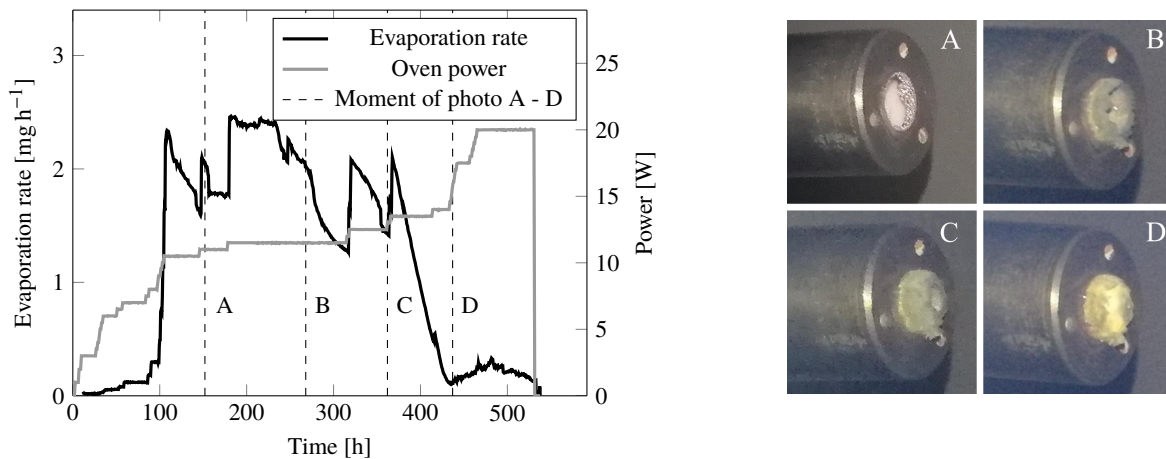 Evaporation rate
Oven power
Moment of photo A - D
Evaporation rate [mg h⁻¹]
3
2
1
0
25
20
15
10
5
0
Power [W]
A
B
C
D
0
100
200
300
400
500
Time [h]
A
B
C
D